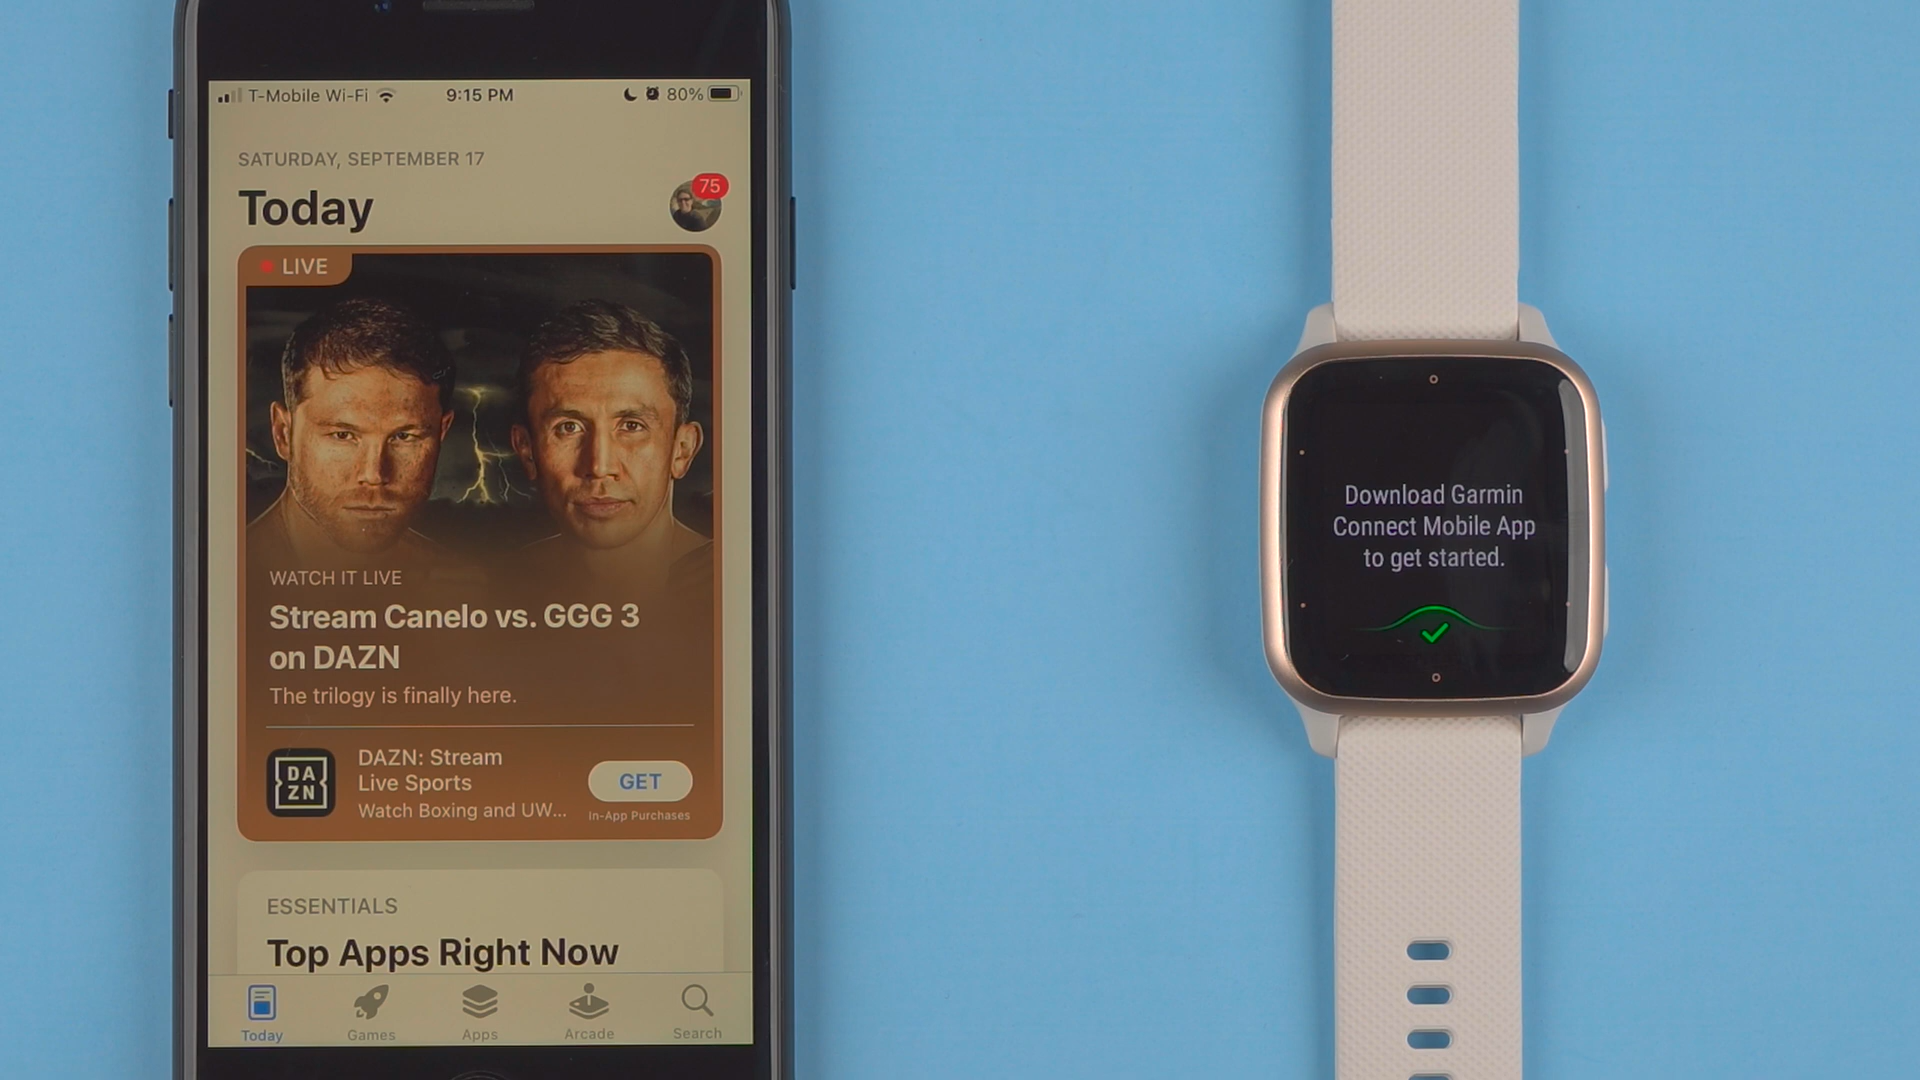 T-Mobile Wi-Fi 9:15 PM 80%
SATURDAY, SEPTEMBER 17
Today
75
LIVE
WATCH IT LIVE
Stream Canelo vs. GGG 3
on DAZN
The trilogy is finally here.
DA
ZN
DAZN: Stream
Live Sports
Watch Boxing and UW...
GET
In-App Purchases
ESSENTIALS
Top Apps Right Now
Today Games Apps Arcade Search
Download Garmin
Connect Mobile App
to get started.